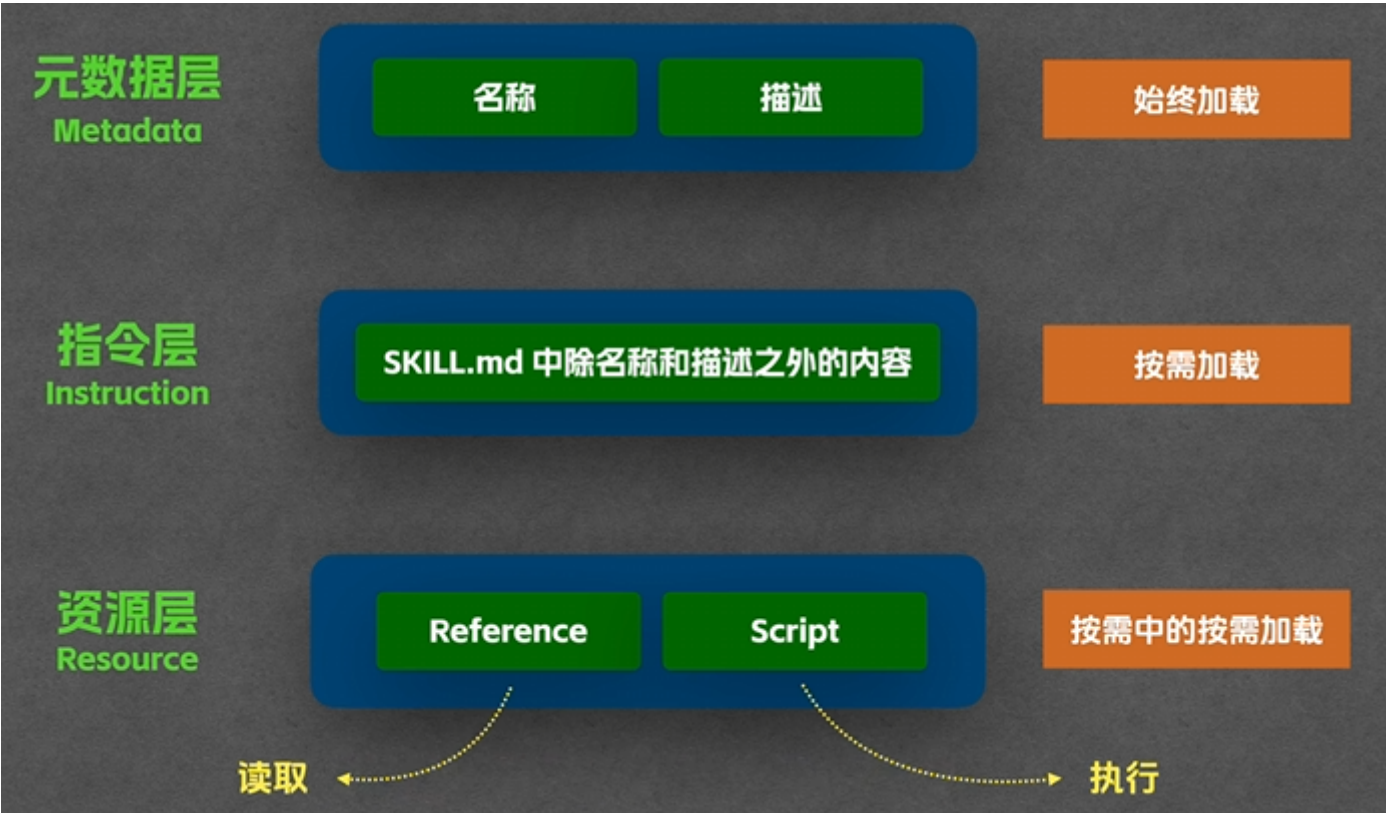 元数据层
Metadata
名称
描述
始终加载
指令层
Instruction
SKILL.md 中除名称和描述之外的内容
按需加载
资源层
Resource
Reference
Script
按需中的按需加载
读取
执行